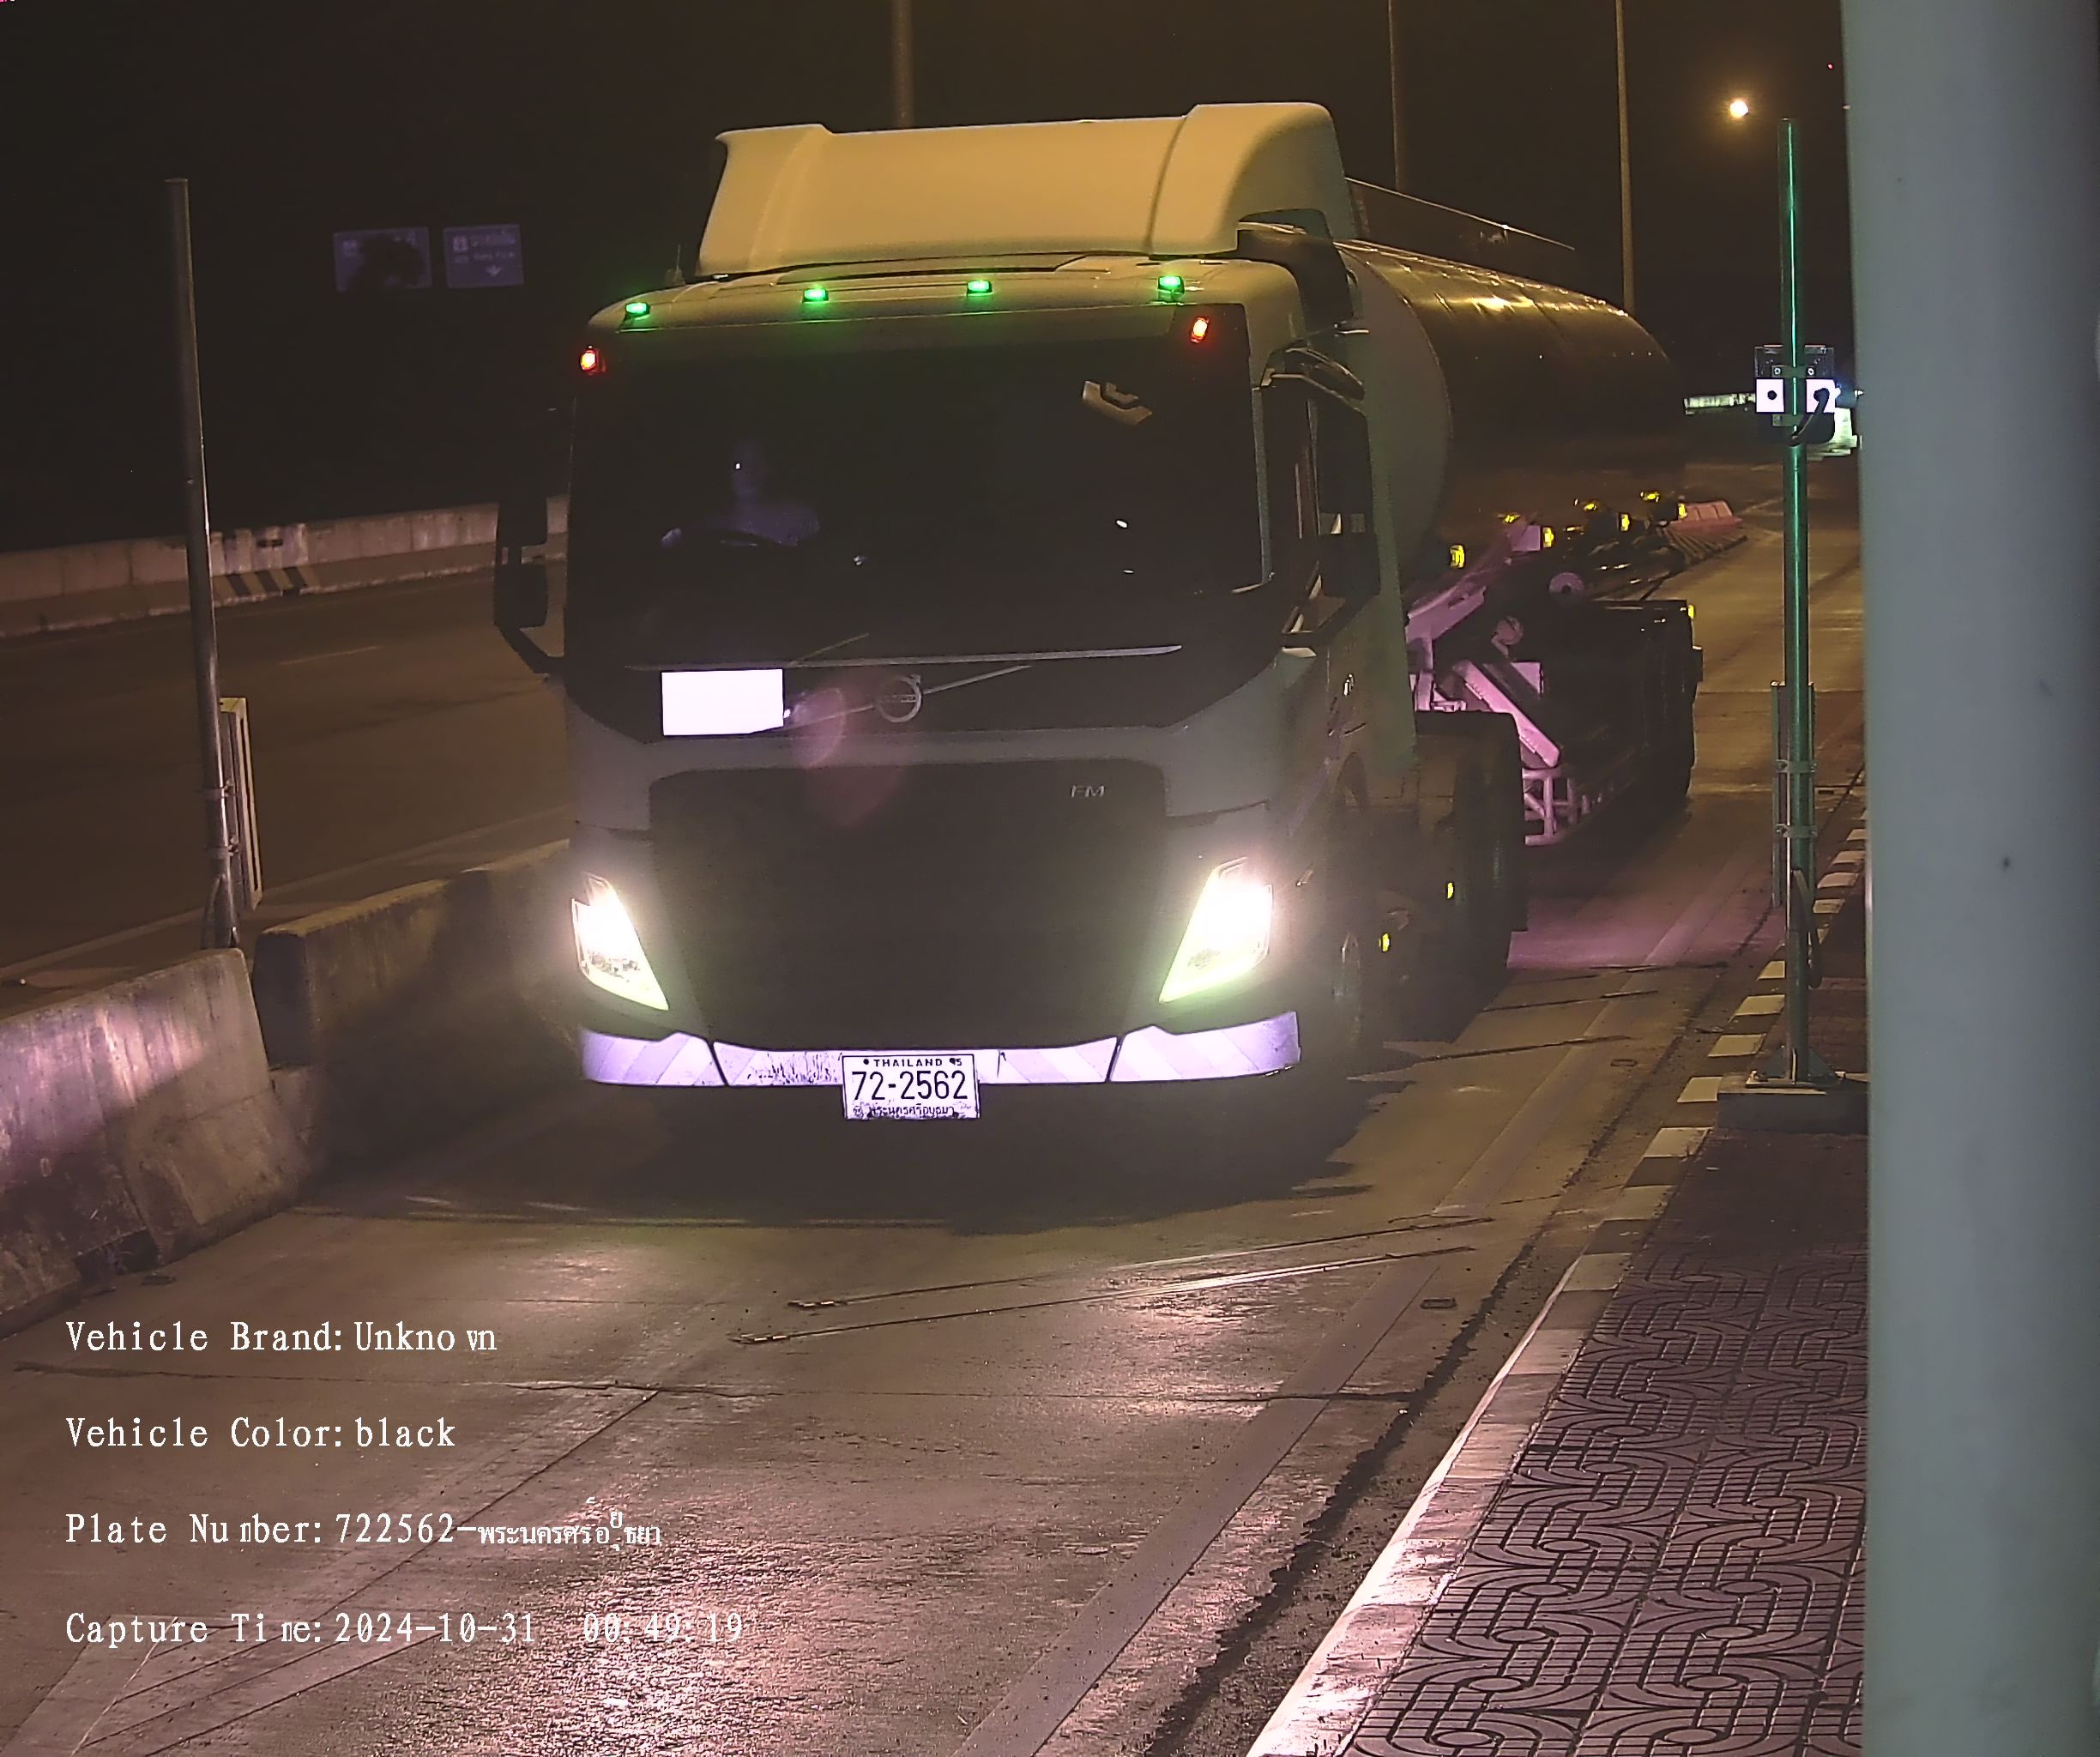 FM
THAILAND 95
72-2562
พระนครศรีอยุธยา
Vehicle Brand:Unknown
Vehicle Color:black
Plate Number:722562-พระนครศรีอยุธยา
Capture Time:2024-10-31 00:49:19